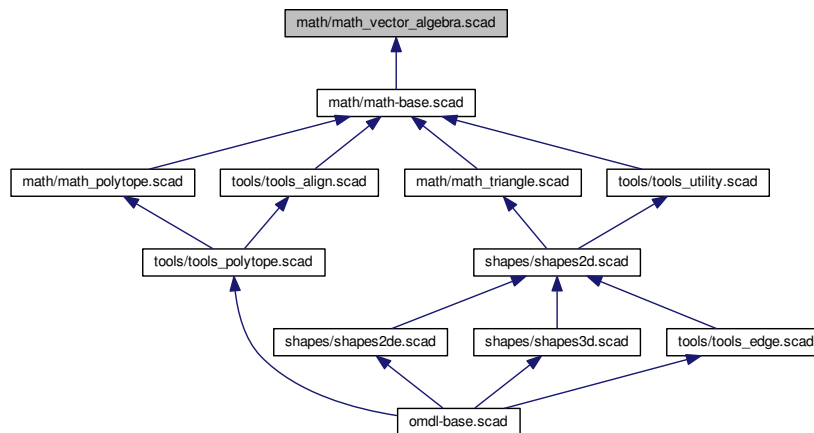 math/math_vector_algebra.scad
math/math-base.scad
math/math_polytope.scad
tools/tools_align.scad
math/math_triangle.scad
tools/tools_utility.scad
tools/tools_polytope.scad
shapes/shapes2d.scad
shapes/shapes2de.scad
shapes/shapes3d.scad
tools/tools_edge.scad
omdl-base.scad